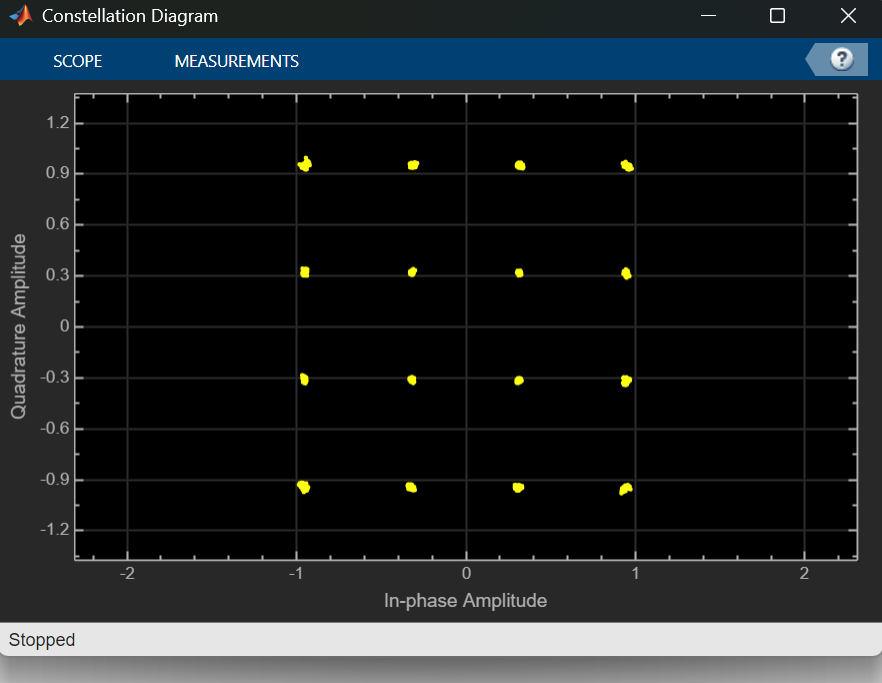 Constellation Diagram
SCOPE MEASUREMENTS ?
1.2
0.9
0.6
0.3
0
-0.3
-0.6
-0.9
-1.2
Quadrature Amplitude
-2 -1 0 1 2
In-phase Amplitude
Stopped